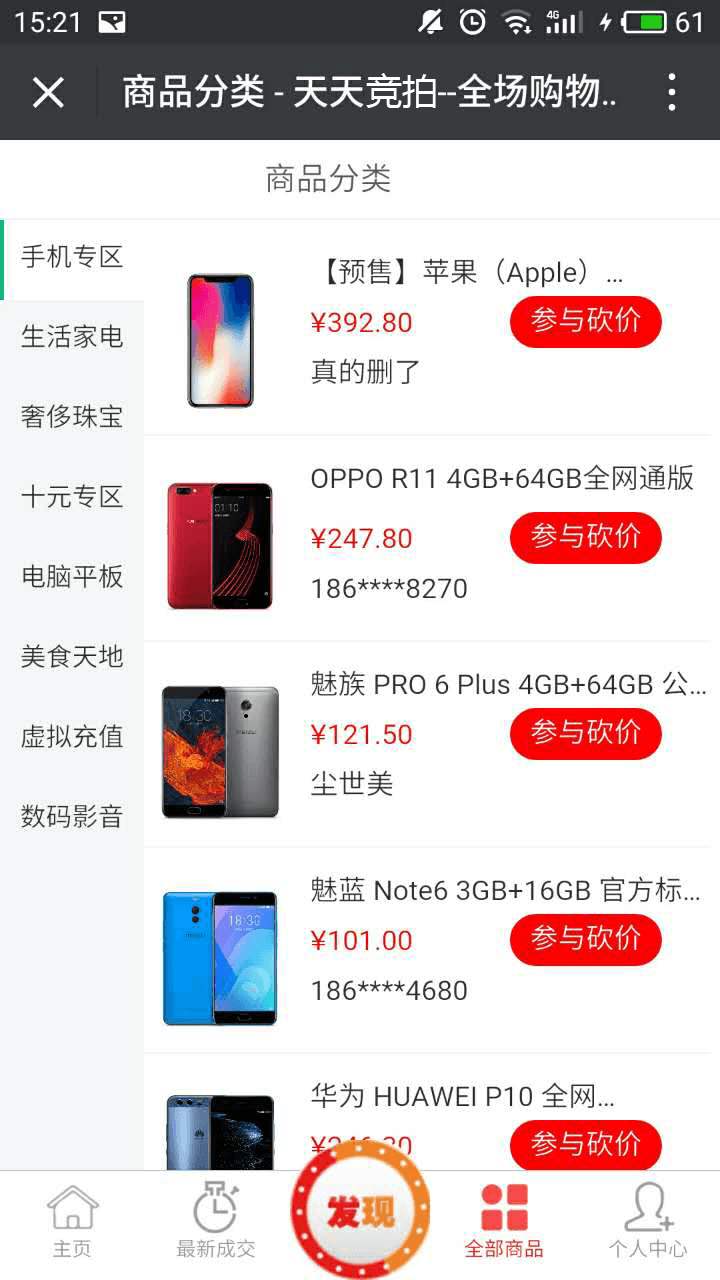 15:21
4G
61
商品分类 - 天天竞拍--全场购物..
商品分类
手机专区
生活家电
奢侈珠宝
十元专区
电脑平板
美食天地
虚拟充值
数码影音
【预售】苹果（Apple）...
¥392.80
参与砍价
真的删了
OPPO R11 4GB+64GB全网通版
¥247.80
参与砍价
186****8270
魅族 PRO 6 Plus 4GB+64GB 公...
¥121.50
参与砍价
尘世美
魅蓝 Note6 3GB+16GB 官方标...
¥101.00
参与砍价
186****4680
华为 HUAWEI P10 全网...
参与砍价
主页
最新成交
发现
全部商品
个人中心